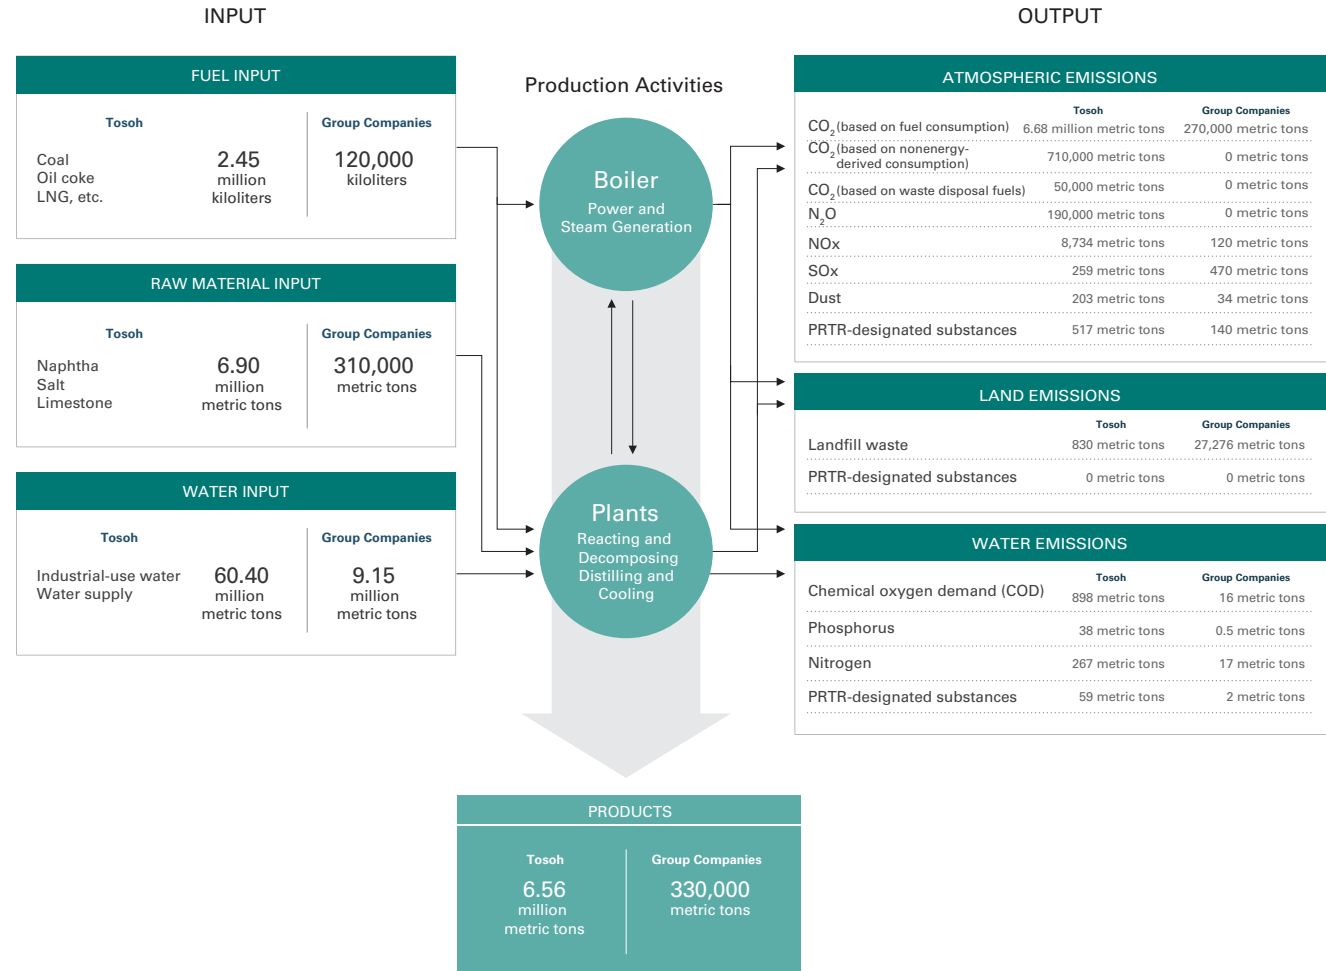 INPUT
OUTPUT
FUEL INPUT
Tosoh
Group Companies
Coal
Oil coke
LNG, etc.
2.45
million
kiloliters
120,000
kiloliters
RAW MATERIAL INPUT
Tosoh
Group Companies
Naphtha
Salt
Limestone
6.90
million
metric tons
310,000
metric tons
WATER INPUT
Tosoh
Group Companies
Industrial-use water
Water supply
60.40
million
metric tons
9.15
million
metric tons
Production Activities
Boiler
Power and
Steam Generation
Plants
Reacting and
Decomposing
Distilling and
Cooling
PRODUCTS
Tosoh
Group Companies
6.56
million
metric tons
330,000
metric tons
ATMOSPHERIC EMISSIONS
Tosoh Group Companies
CO2 (based on fuel consumption) 6.68 million metric tons 270,000 metric tons
CO2 (based on nonenergy-
derived consumption) 710,000 metric tons 0 metric tons
CO2 (based on waste disposal fuels) 50,000 metric tons 0 metric tons
N2O 190,000 metric tons 0 metric tons
NOx 8,734 metric tons 120 metric tons
SOx 259 metric tons 470 metric tons
Dust 203 metric tons 34 metric tons
PRTR-designated substances 517 metric tons 140 metric tons
LAND EMISSIONS
Tosoh Group Companies
Landfill waste 830 metric tons 27,276 metric tons
PRTR-designated substances 0 metric tons 0 metric tons
WATER EMISSIONS
Tosoh Group Companies
Chemical oxygen demand (COD) 898 metric tons 16 metric tons
Phosphorus 38 metric tons 0.5 metric tons
Nitrogen 267 metric tons 17 metric tons
PRTR-designated substances 59 metric tons 2 metric tons